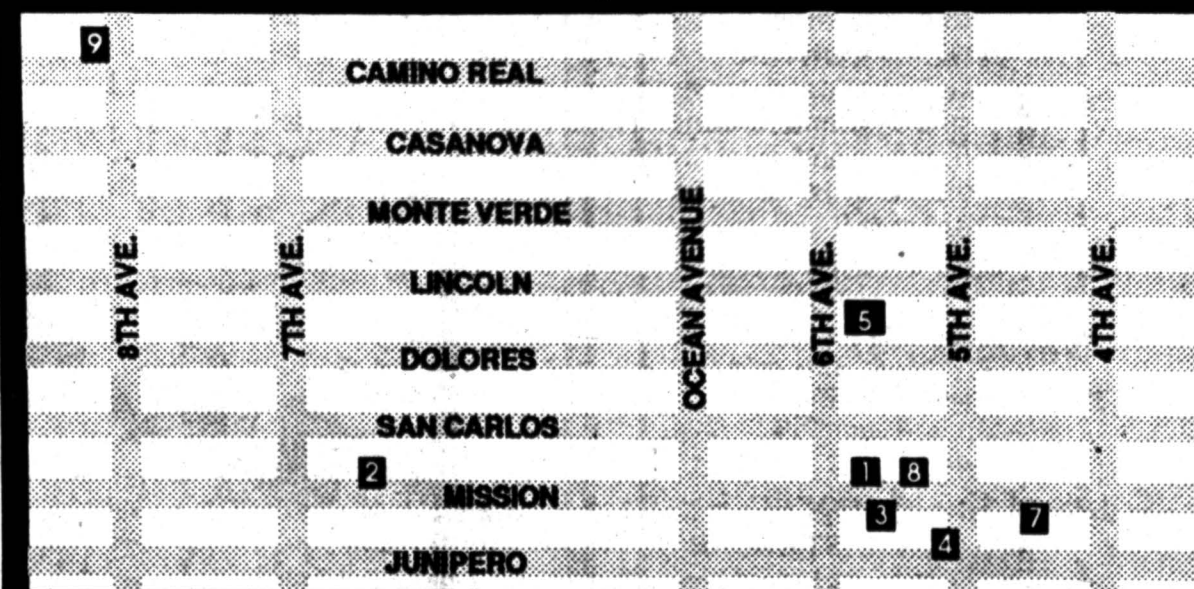 9
CAMINO REAL
CASANOVA
MONTE VERDE
LINCOLN
DOLORES
SAN CARLOS
MISSION
JUNIPERO
8TH AVE.
7TH AVE.
OCEAN AVENUE
6TH AVE.
5TH AVE.
4TH AVE.
5
2
1
8
3
7
4